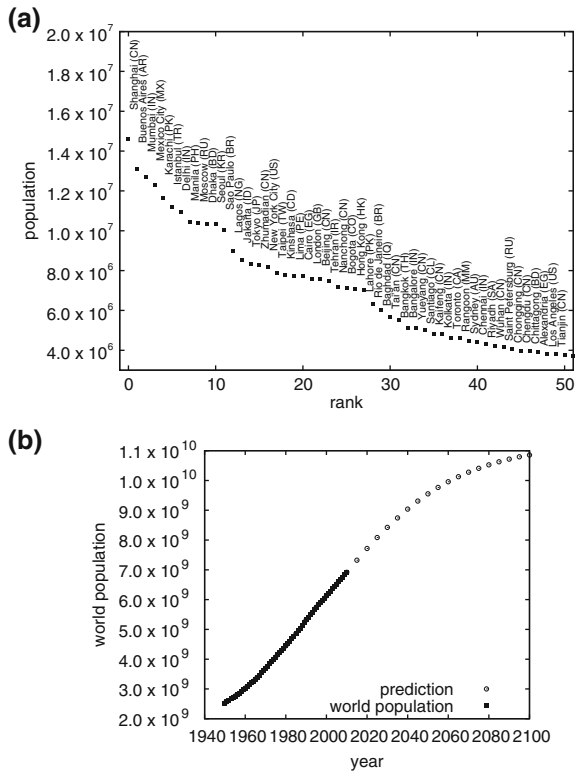 (a)
2.0 x 10^7
1.8 x 10^7
1.6 x 10^7
1.4 x 10^7
1.2 x 10^7
1.0 x 10^7
8.0 x 10^6
6.0 x 10^6
4.0 x 10^6
population
Shanghai (CN)
Buenos Aires (AR)
Mumbai (IN)
Mexico City (MX)
Karachi (PK)
Istanbul (TR)
Delhi (IN)
Manila (PH)
Moscow (RU)
Dhaka (BD)
Seoul (KR)
Sao Paulo (BR)
Lagos (NG)
Jakarta (ID)
Tokyo (JP)
Zhumadian (CN)
New York City (US)
Taipei (TW)
Kinshasa (CD)
Lima (PE)
Cairo (EG)
London (GB)
Beijing (CN)
Tehran (IR)
Nanchong (CN)
Bogota (CO)
Hong Kong (HK)
Lahore (PK)
Rio de Janeiro (BR)
Baghdad (IQ)
Tai'an (CN)
Bangkok (TH)
Bangalore (IN)
Yueyang (CN)
Santiago (CL)
Kaifeng (CN)
Kolkata (IN)
Toronto (CA)
Rangoon (MM)
Sydney (AU)
Chennai (IN)
Riyadh (SA)
Wuhan (CN)
Saint Petersburg (RU)
Chongqing (CN)
Chengdu (CN)
Chittagong (BD)
Alexandria (EG)
Los Angeles (US)
Tianjin (CN)
0 10 20 30 40 50
rank
(b)
1.1 x 10^10
1.0 x 10^10
9.0 x 10^9
8.0 x 10^9
7.0 x 10^9
6.0 x 10^9
5.0 x 10^9
4.0 x 10^9
3.0 x 10^9
2.0 x 10^9
world population
prediction
world population
1940 1960 1980 2000 2020 2040 2060 2080 2100
year